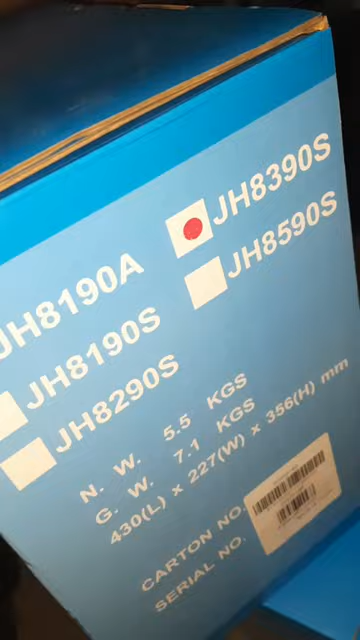 JH8190A
JH8190S
JH8290S
JH8390S
JH8590S
N. W. 5.5 KGS
G. W. 7.1 KGS
430(L) x 227(W) x 356(H) mm
CARTON NO.
SERIAL NO.